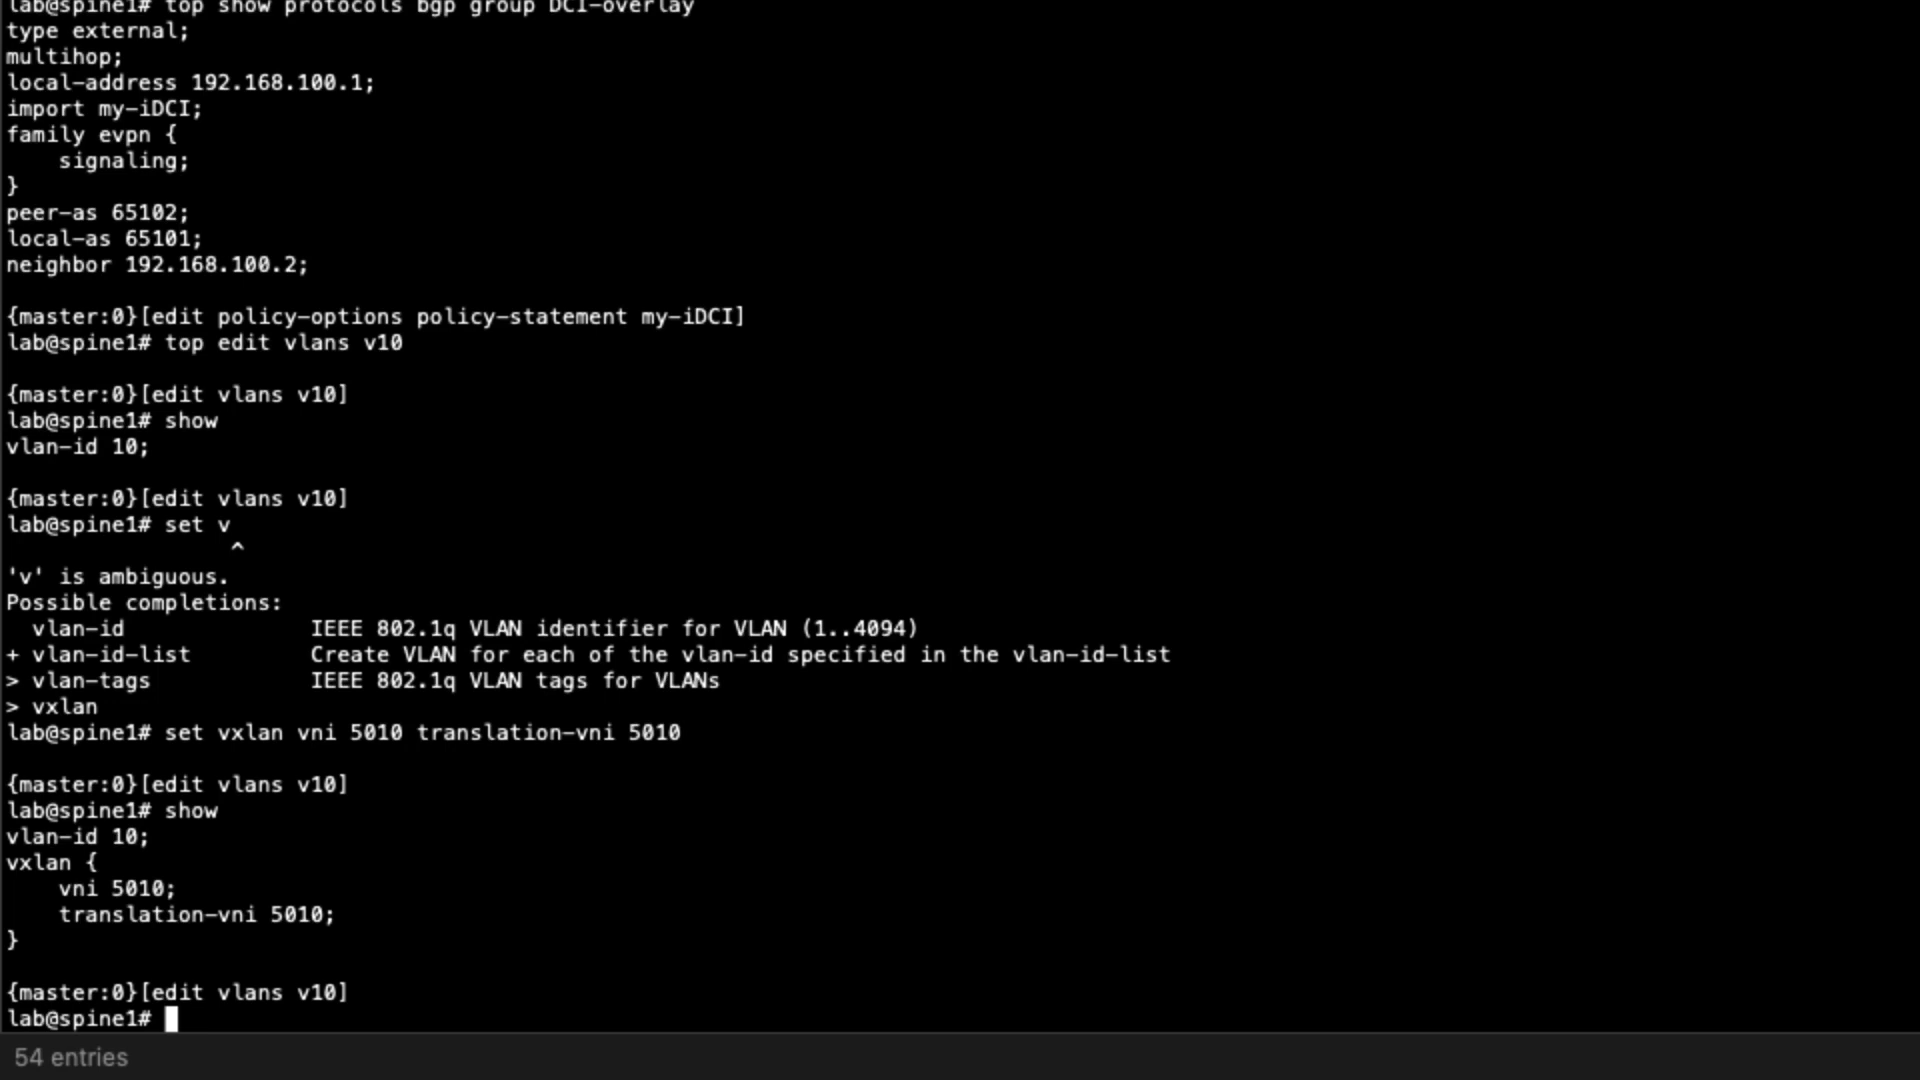 lab@spine1# top show protocols bgp group DCI-overlay
type external;
multihop;
local-address 192.168.100.1;
import my-iDCI;
family evpn {
    signaling;
}
peer-as 65102;
local-as 65101;
neighbor 192.168.100.2;

{master:0}[edit policy-options policy-statement my-iDCI]
lab@spine1# top edit vlans v10

{master:0}[edit vlans v10]
lab@spine1# show
vlan-id 10;

{master:0}[edit vlans v10]
lab@spine1# set v
                 ^
'v' is ambiguous.
Possible completions:
  vlan-id              IEEE 802.1q VLAN identifier for VLAN (1..4094)
+ vlan-id-list         Create VLAN for each of the vlan-id specified in the vlan-id-list
> vlan-tags            IEEE 802.1q VLAN tags for VLANs
> vxlan
lab@spine1# set vxlan vni 5010 translation-vni 5010

{master:0}[edit vlans v10]
lab@spine1# show
vlan-id 10;
vxlan {
    vni 5010;
    translation-vni 5010;
}

{master:0}[edit vlans v10]
lab@spine1#
54 entries